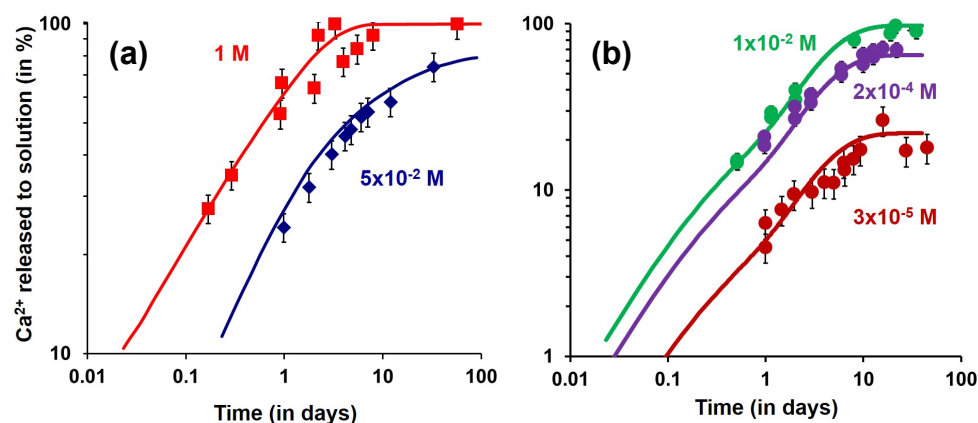 (a)
1 M
5x10⁻² M
Ca²⁺ released to solution (in %)
100
10
0.01 0.1 1 10 100
Time (in days)
(b)
1x10⁻² M
2x10⁻⁴ M
3x10⁻⁵ M
100
10
1
0.01 0.1 1 10 100
Time (in days)